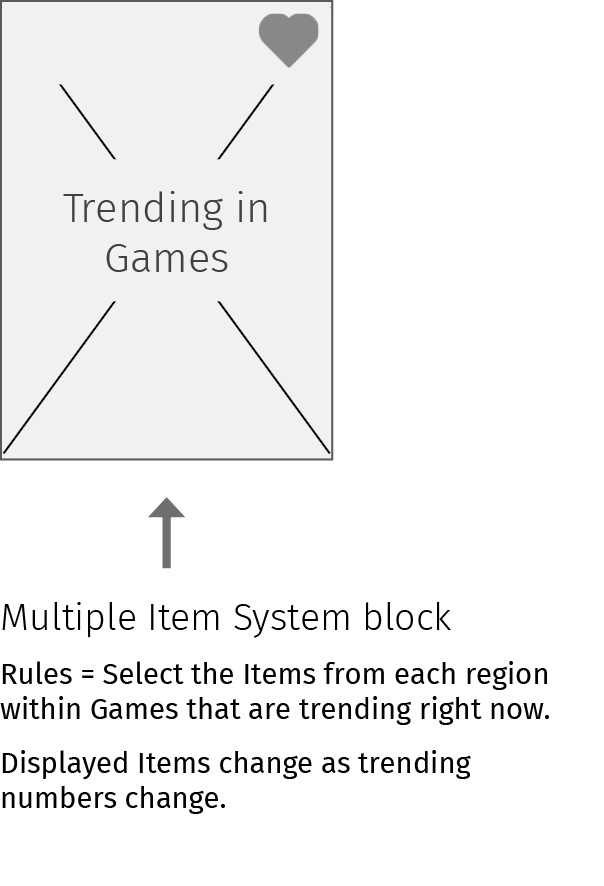 Trending in
Games
Multiple Item System block
Rules = Select the Items from each region
within Games that are trending right now.
Displayed Items change as trending
numbers change.